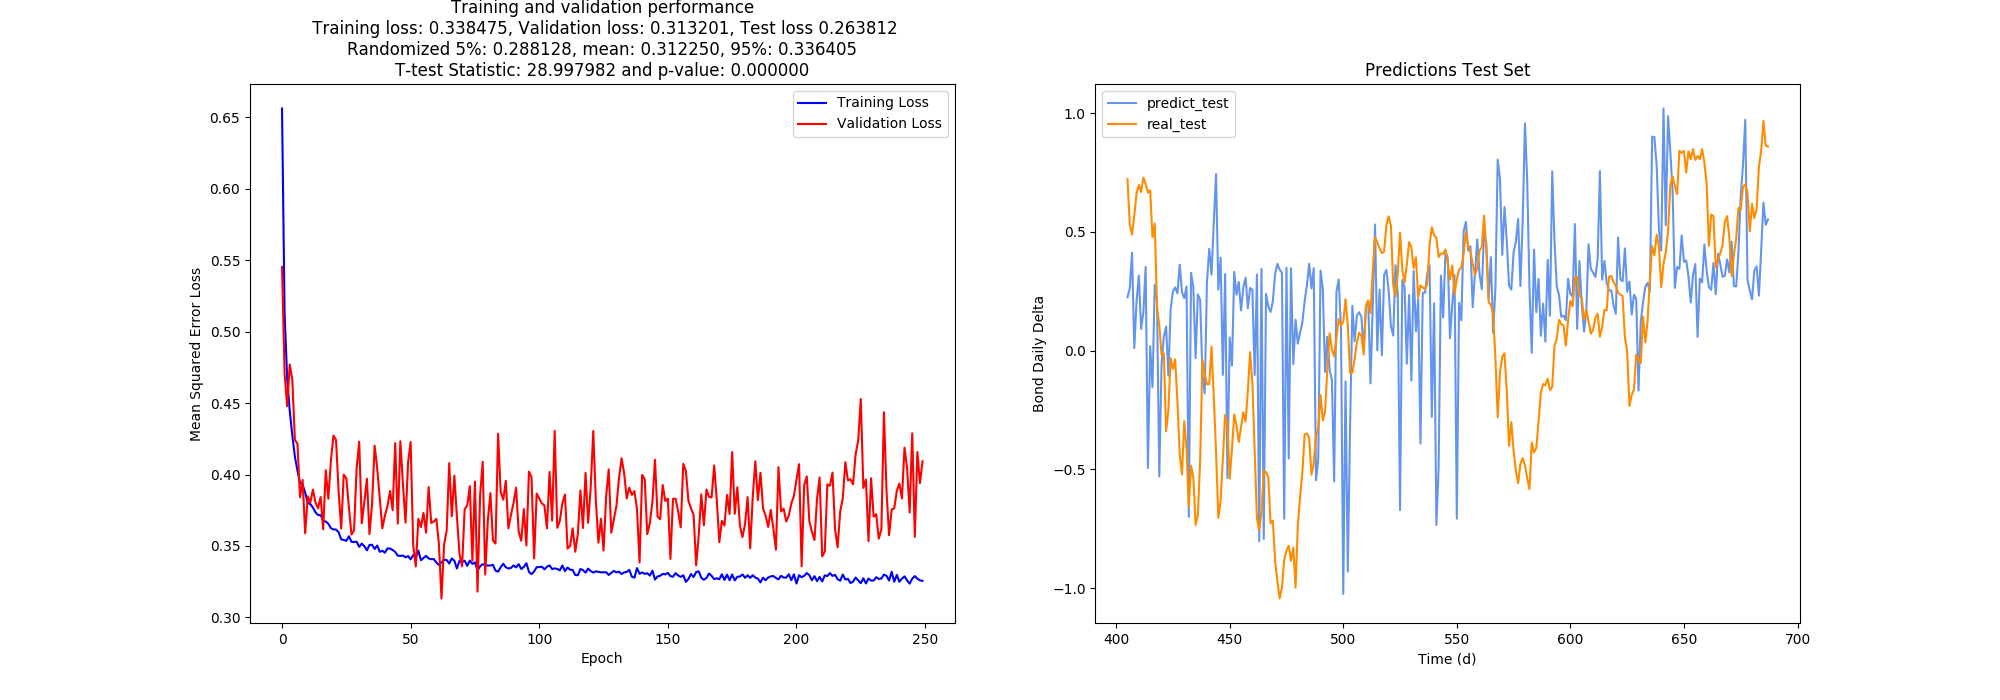 Training and validation performance
Training loss: 0.338475, Validation loss: 0.313201, Test loss 0.263812
Randomized 5%: 0.288128, mean: 0.312250, 95%: 0.336405
T-test Statistic: 28.997982 and p-value: 0.000000
Training Loss
Validation Loss
Mean Squared Error Loss
0.65
0.60
0.55
0.50
0.45
0.40
0.35
0.30
0
50
100
150
200
250
Epoch
Predictions Test Set
predict_test
real_test
Bond Daily Delta
1.0
0.5
0.0
−0.5
−1.0
400
450
500
550
600
650
700
Time (d)